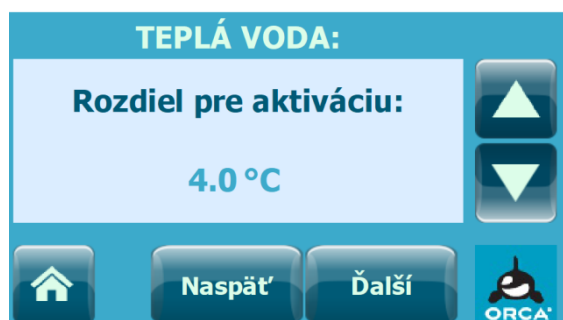 TEPLÁ VODA:
Rozdiel pre aktiváciu:
4.0 °C
Naspäť
Ďalší
ORCA